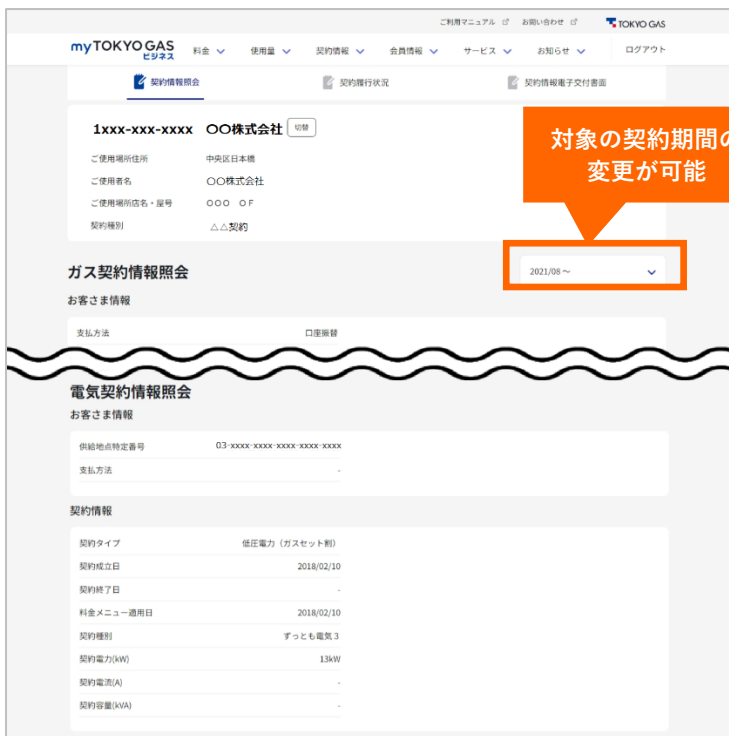 ご利用マニュアル お問い合わせ TOKYO GAS
myTOKYO GAS
ビジネス
料金 使用量 契約情報 会員情報 サービス お知らせ ログアウト
契約情報照会 契約履行状況 契約情報電子交付書面
1xxx-xxx-xxxx 〇〇株式会社 切替
ご使用場所住所 中央区日本橋
ご使用者名 〇〇株式会社
ご使用場所店名・屋号 ○○○ ○F
契約種別 △△契約
対象の契約期間の
変更が可能
ガス契約情報照会
2021/08 ～
お客さま情報
支払方法 口座振替
電気契約情報照会
お客さま情報
供給地点特定番号 03-xxxx-xxxx-xxxx-xxxx-xxxx
支払方法 -
契約情報
契約タイプ 低圧電力（ガスセット割）
契約成立日 2018/02/10
契約終了日 -
料金メニュー適用日 2018/02/10
契約種別 ずっとも電気３
契約電力(kW) 13kW
契約電流(A) -
契約容量(kVA) -